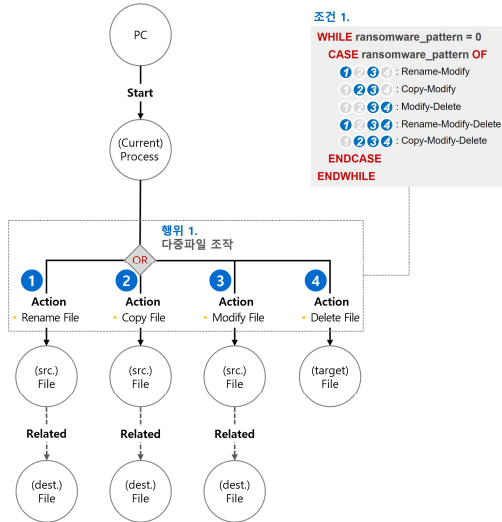 PC
Start
(Current)
Process
조건 1.
WHILE ransomware_pattern = 0
CASE ransomware_pattern OF
1 2 3 4 : Rename-Modify
1 2 3 4 : Copy-Modify
1 2 3 4 : Modify-Delete
1 2 3 4 : Rename-Modify-Delete
1 2 3 4 : Copy-Modify-Delete
ENDCASE
ENDWHILE
행위 1.
다중파일 조작
OR
1
Action
• Rename File
2
Action
• Copy File
3
Action
• Modify File
4
Action
• Delete File
(src.)
File
(src.)
File
(src.)
File
(target)
File
Related
Related
Related
(dest.)
File
(dest.)
File
(dest.)
File